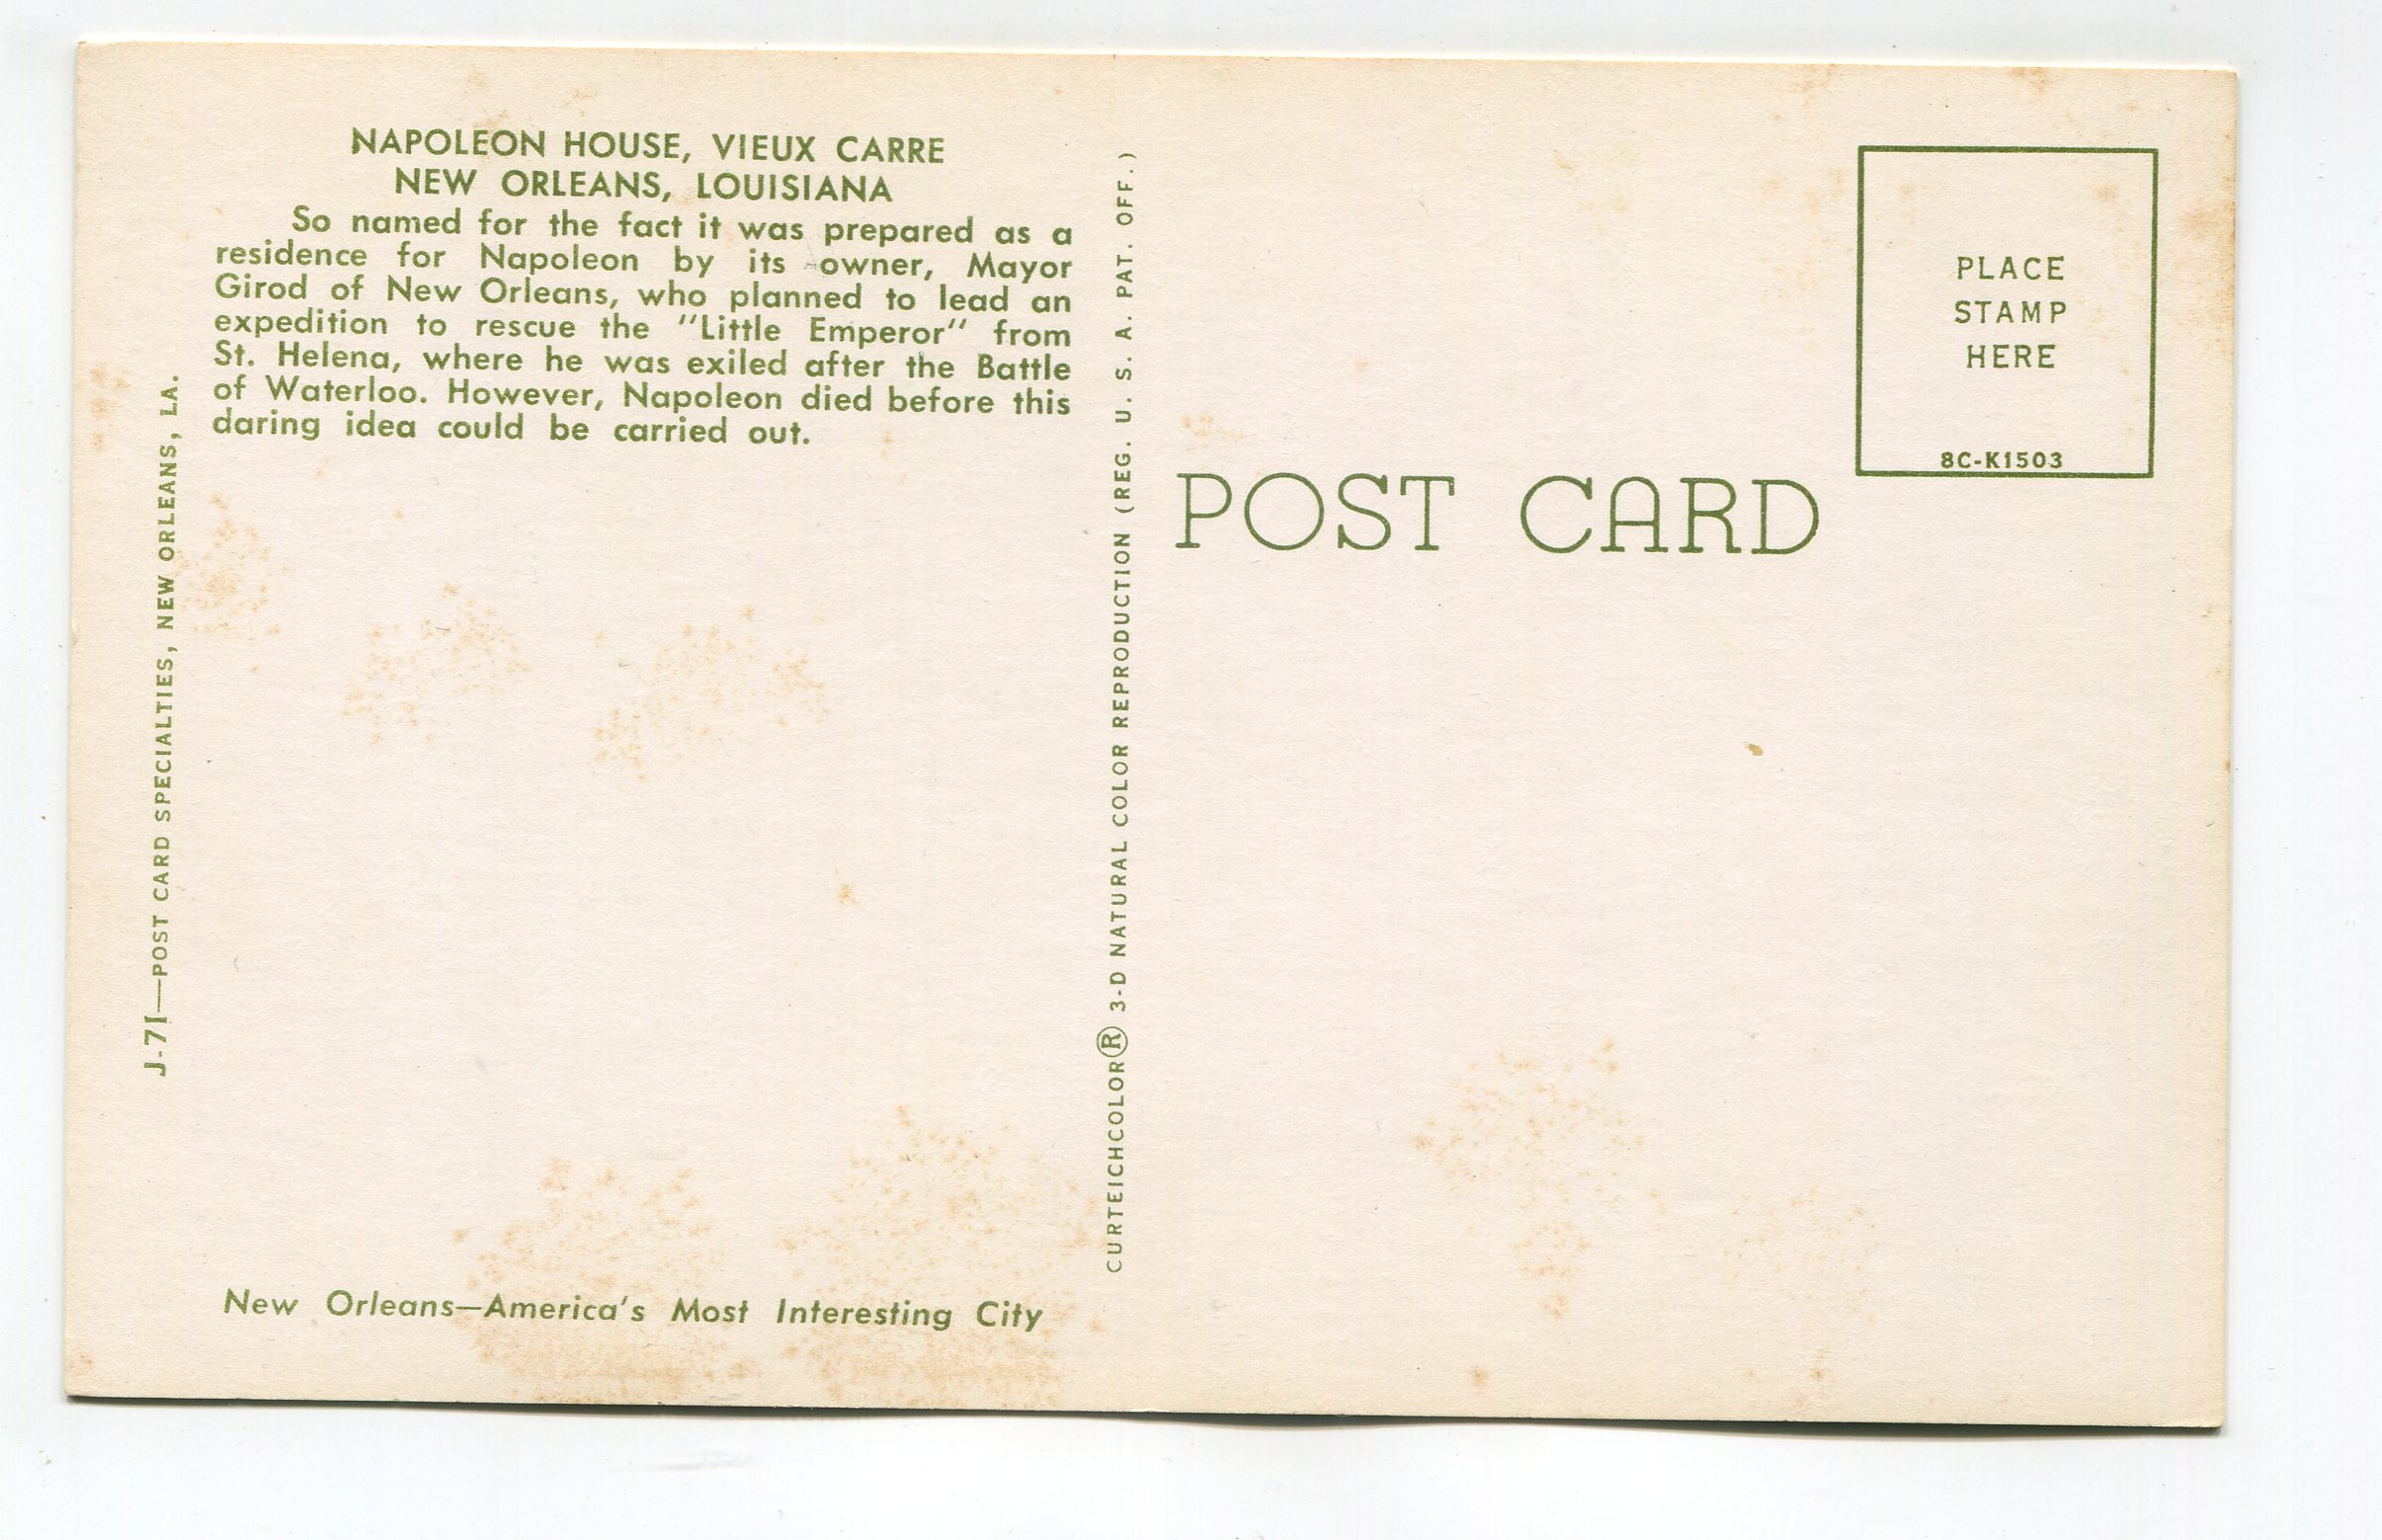 NAPOLEON HOUSE, VIEUX CARRE
NEW ORLEANS, LOUISIANA
So named for the fact it was prepared as a
residence for Napoleon by its owner, Mayor
Girod of New Orleans, who planned to lead an
expedition to rescue the "Little Emperor" from
St. Helena, where he was exiled after the Battle
of Waterloo. However, Napoleon died before this
daring idea could be carried out.
J-71—POST CARD SPECIALTIES, NEW ORLEANS, LA.
New Orleans—America's Most Interesting City
CURTEICHCOLOR® 3-D NATURAL COLOR REPRODUCTION (REG. U. S. A. PAT. OFF.)
POST CARD
PLACE
STAMP
HERE
8C-K1503